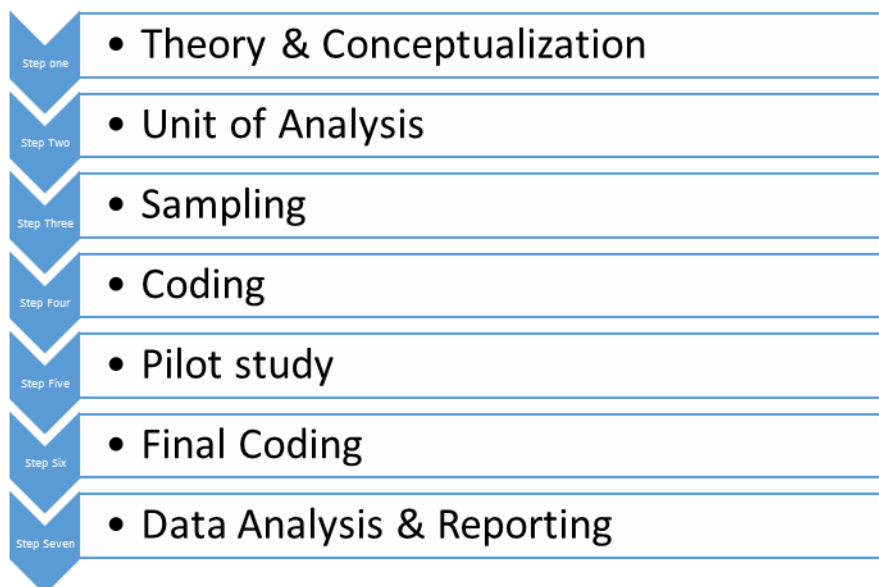 Step one
• Theory & Conceptualization
Step Two
• Unit of Analysis
Step Three
• Sampling
Step Four
• Coding
Step Five
• Pilot study
Step Six
• Final Coding
Step Seven
• Data Analysis & Reporting